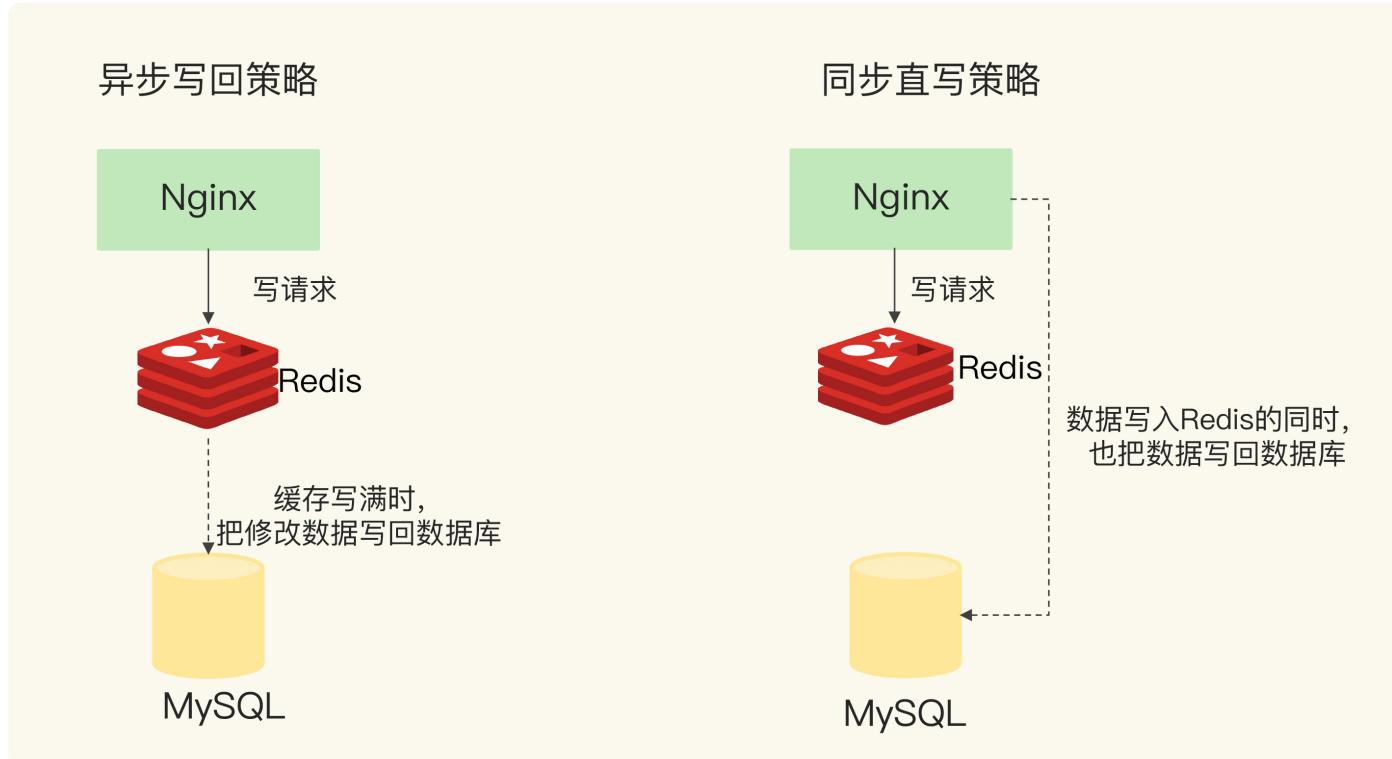 异步写回策略
Nginx
写请求
Redis
缓存写满时，
把修改数据写回数据库
MySQL
同步直写策略
Nginx
写请求
Redis
数据写入Redis的同时，
也把数据写回数据库
MySQL